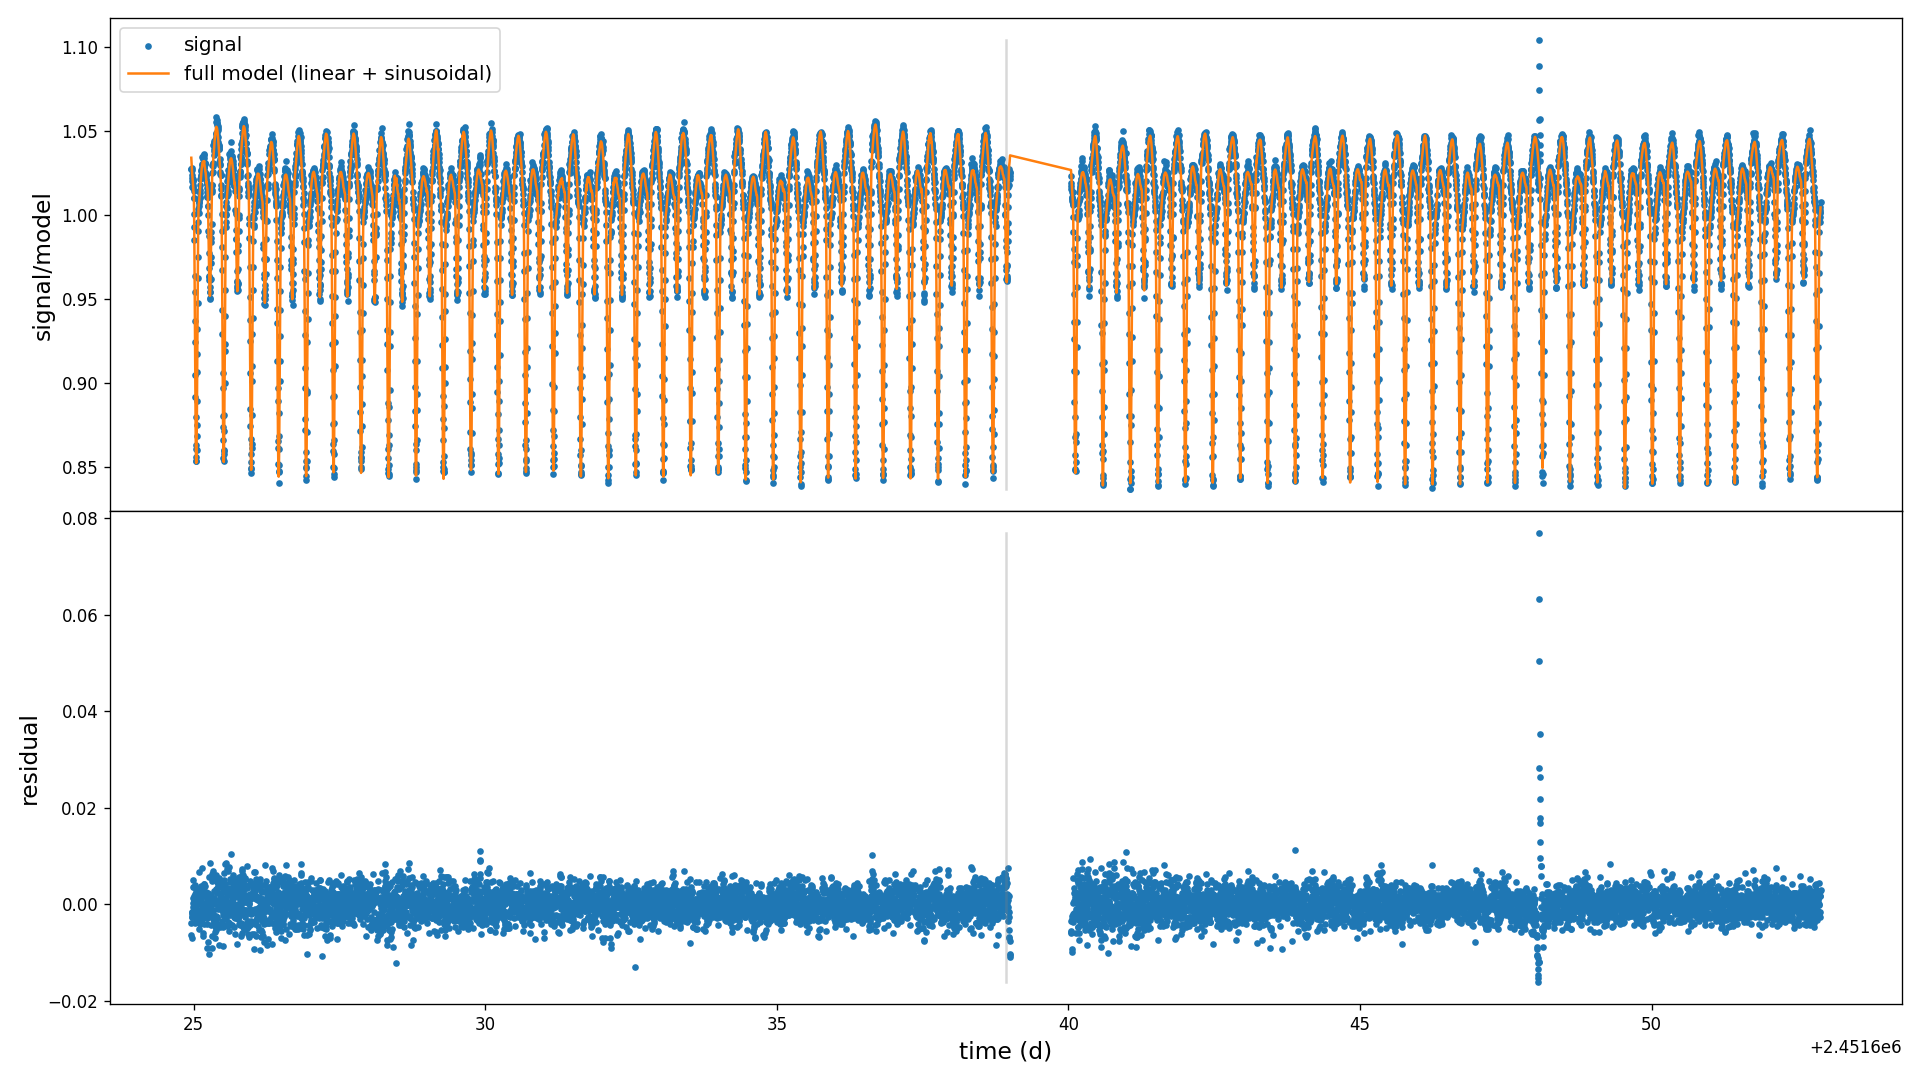 signal
full model (linear + sinusoidal)
signal/model
1.10
1.05
1.00
0.95
0.90
0.85
residual
0.08
0.06
0.04
0.02
0.00
−0.02
25 30 35 40 45 50
time (d)
+2.4516e6